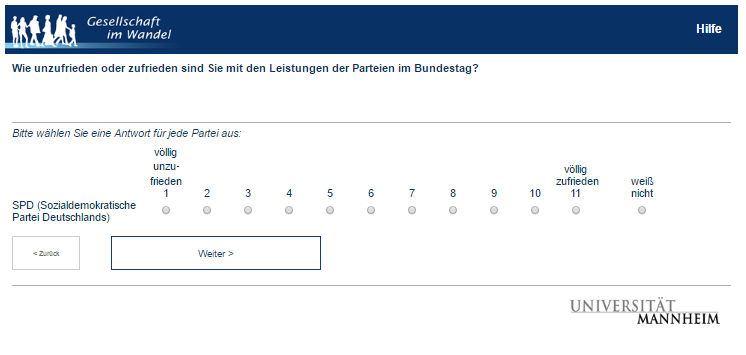 Gesellschaft
im Wandel
Hilfe
Wie unzufrieden oder zufrieden sind Sie mit den Leistungen der Parteien im Bundestag?
Bitte wählen Sie eine Antwort für jede Partei aus:
völlig
unzu-
frieden
1 2 3 4 5 6 7 8 9 10
völlig
zufrieden
11
weiß
nicht
SPD (Sozialdemokratische
Partei Deutschlands)
< Zurück
Weiter >
UNIVERSITÄT
MANNHEIM